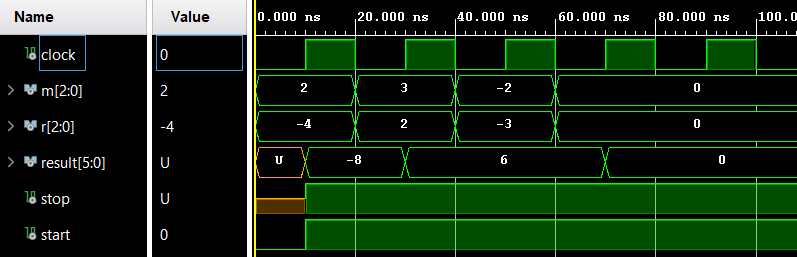 Name Value 0.000 ns 20.000 ns 40.000 ns 60.000 ns 80.000 ns 100.0
clock 0
m[2:0] 2 2 3 -2 0
r[2:0] -4 -4 2 -3 0
result[5:0] U U -8 6 0
stop U
start 0